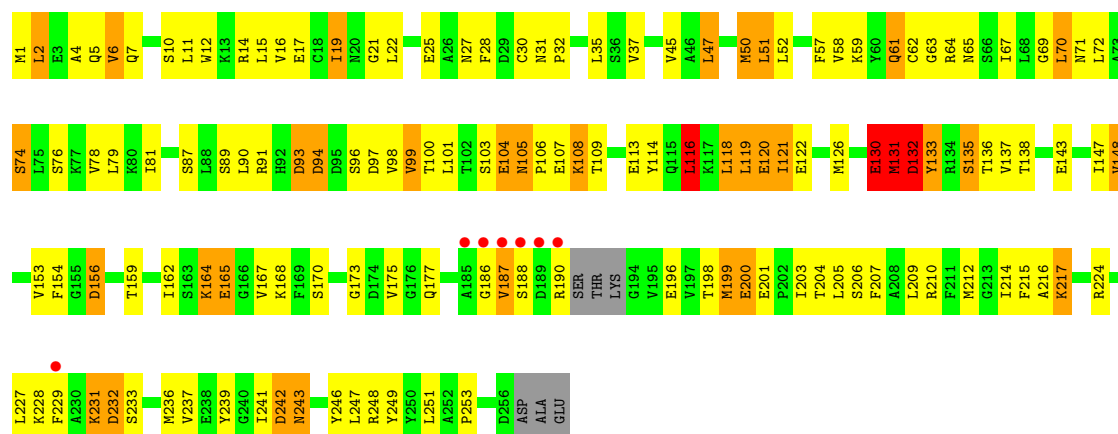 M1 L2 E3 A4 Q5 V6 Q7 S10 L11 W12 K13 R14 L15 V16 E17 C18 I19 N20 G21 L22 E25 A26 N27 F28 D29 C30 N31 P32 L35 S36 V37 V45 A46 L47 M50 L51 L52 F57 V58 K59 Y60 Q61 C62 G63 R64 N65 S66 I67 L68 G69 L70 N71 L72 A73
S74 L75 S76 K77 V78 L79 K80 I81 S87 L88 S89 L90 R91 H92 D93 D94 D95 S96 D97 V98 V99 T100 L101 T102 S103 E104 N105 P106 E107 K108 T109 E113 Y114 Q115 L116 K117 L118 L119 E120 I121 E122 M126 E130 M131 D132 Y133 R134 S135 T136 V137 T138 E143 I147 V148
V153 F154 G155 D156 T159 I162 S163 K164 E165 G166 V167 K168 F169 S170 G173 D174 V175 G176 Q177 A185 G186 V187 S188 D189 R190 SER THR LYS G194 V195 E196 V197 T198 M199 E200 E201 P202 I203 T204 L205 S206 F207 A208 L209 R210 F211 M212 G213 I214 F215 A216 K217 R224
L227 K228 F229 A230 K231 D232 S233 M236 V237 E238 Y239 G240 I241 D242 N243 Y246 L247 R248 Y249 Y250 L251 A252 P253 D256 ASP ALA GLU